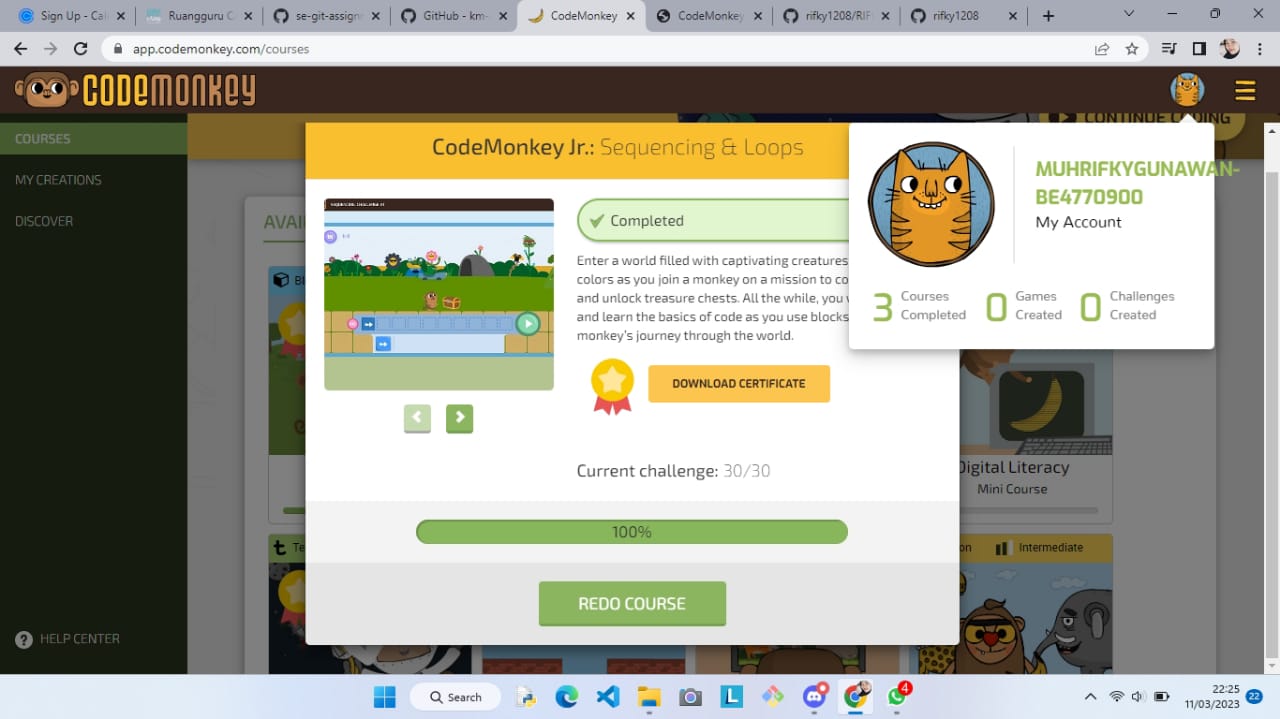 Sign up - Cal
Ruangguru C
se-git-assign
GitHub - km-
CodeMonkey
CodeMonkey
rifky1208/RIF
rifky1208
app.codemonkey.com/courses
CODEMONKEY
COURSES
MY CREATIONS
DISCOVER
HELP CENTER
CONTINUE CODING
AVAI
CodeMonkey Jr.: Sequencing & Loops
Completed
Enter a world filled with captivating creatures
colors as you join a monkey on a mission to co
and unlock treasure chests. All the while, you
and learn the basics of code as you use blocks
monkey's journey through the world.
DOWNLOAD CERTIFICATE
Current challenge: 30/30
100%
REDO COURSE
MUHRIFKYGUNAWAN-
BE4770900
My Account
3 Courses Completed
0 Games Created
0 Challenges Created
Bl
Digital Literacy
Mini Course
Te
on
Intermediate
Search
4
22:25
11/03/2023
22